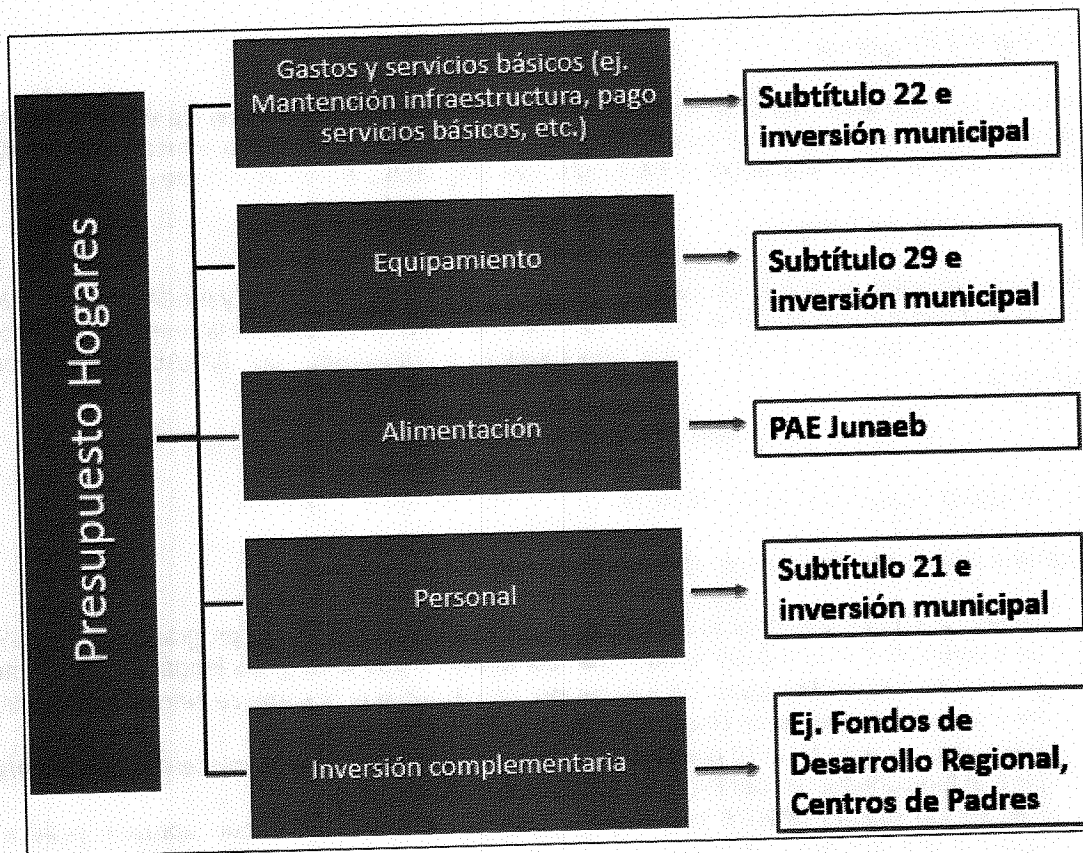 Presupuesto Hogares
Gastos y servicios básicos (ej.
Mantención infraestructura, pago
servicios básicos, etc.)
Subtítulo 22 e
inversión municipal
Equipamiento
Subtítulo 29 e
inversión municipal
Alimentación
PAE Junaeb
Personal
Subtítulo 21 e
inversión municipal
Inversión complementaria
Ej. Fondos de
Desarrollo Regional,
Centros de Padres